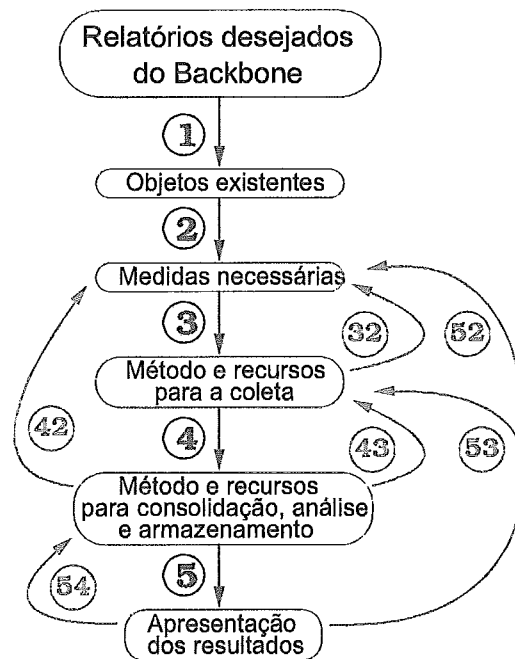 Relatórios desejados
do Backbone
1
Objetos existentes
2
Medidas necessárias
3
32
52
Método e recursos
para a coleta
42
4
43
53
Método e recursos
para consolidação, análise
e armazenamento
54
5
Apresentação
dos resultados